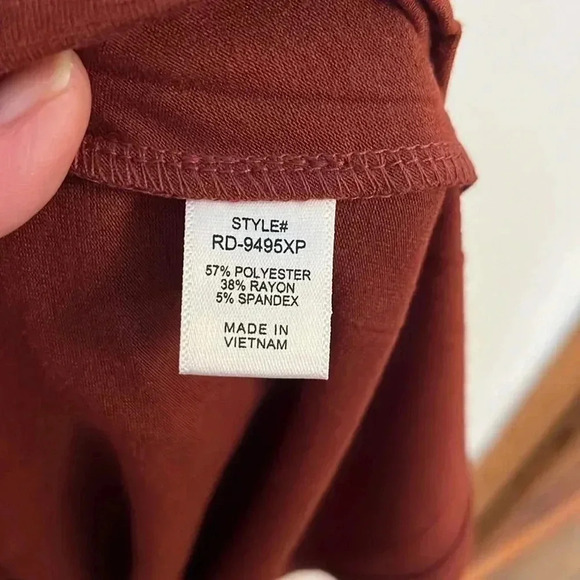 STYLE#
RD-9495XP
57% POLYESTER
38% RAYON
5% SPANDEX
MADE IN
VIETNAM